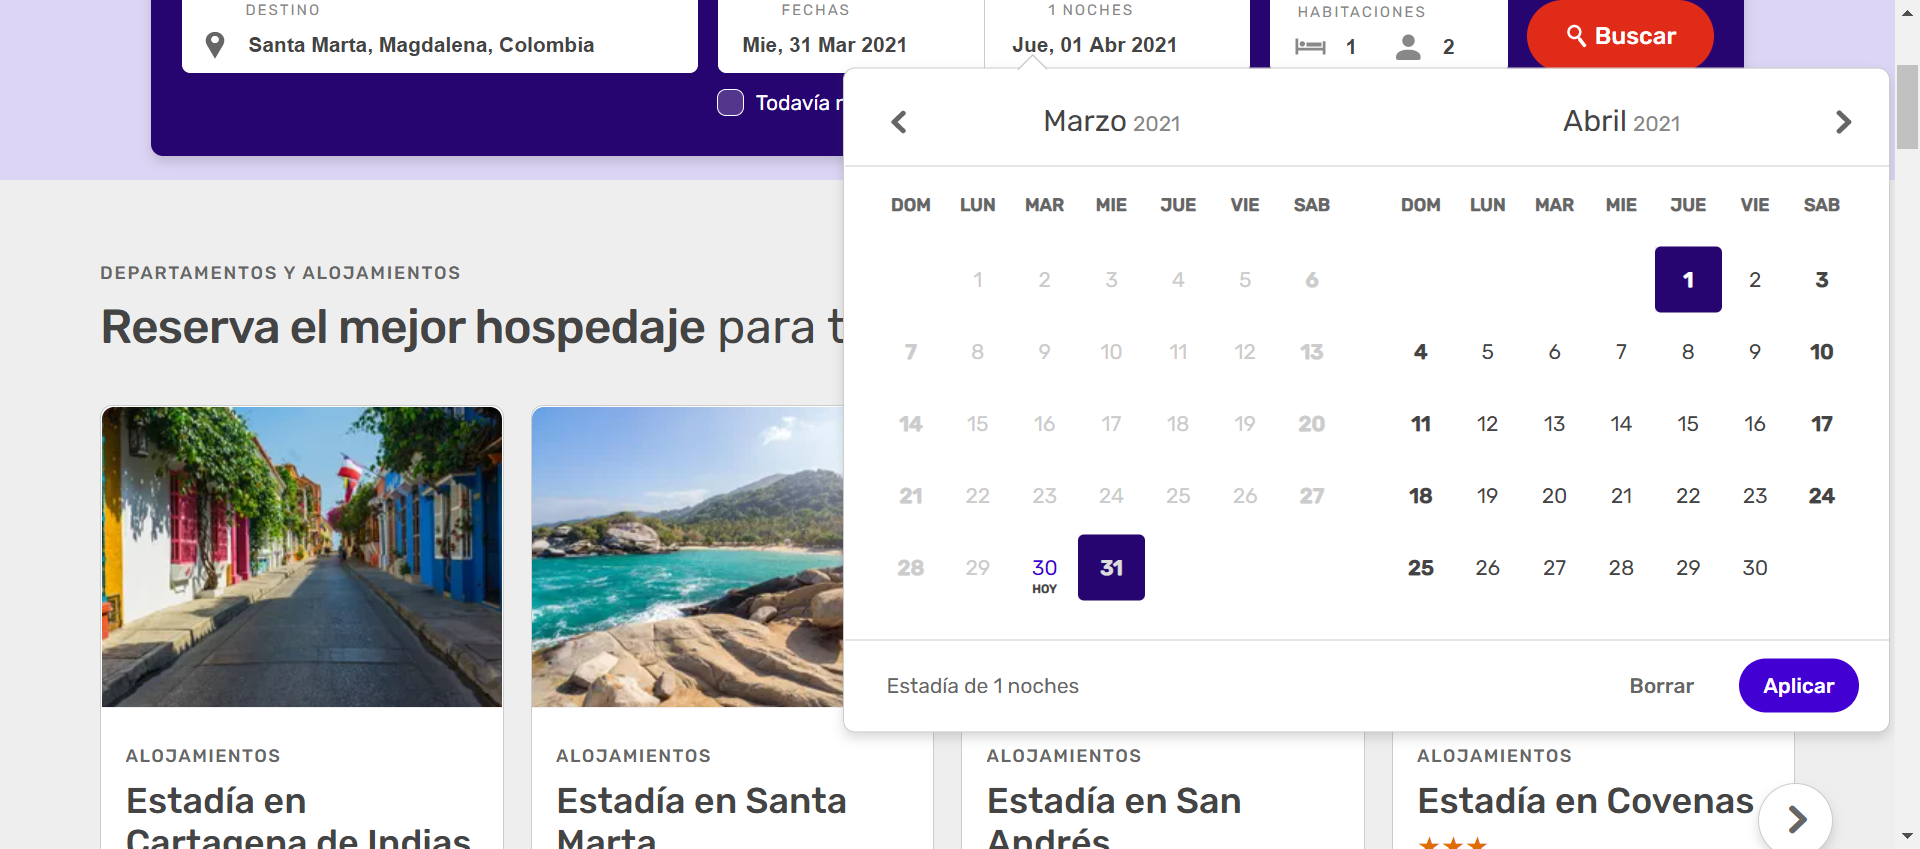 DESTINO
Santa Marta, Magdalena, Colombia
FECHAS
Mie, 31 Mar 2021
1 NOCHES
Jue, 01 Abr 2021
HABITACIONES
1 2
Buscar
Todavía
Marzo 2021
DOM LUN MAR MIE JUE VIE SAB
1 2 3 4 5 6
7 8 9 10 11 12 13
14 15 16 17 18 19 20
21 22 23 24 25 26 27
28 29 30 31
HOY
Abril 2021
DOM LUN MAR MIE JUE VIE SAB
1 2 3
4 5 6 7 8 9 10
11 12 13 14 15 16 17
18 19 20 21 22 23 24
25 26 27 28 29 30
Estadía de 1 noches
Borrar
Aplicar
DEPARTAMENTOS Y ALOJAMIENTOS
Reserva el mejor hospedaje para
ALOJAMIENTOS
Estadía en
Cartagena de Indias
ALOJAMIENTOS
Estadía en Santa
Marta
ALOJAMIENTOS
Estadía en San
Andrés
ALOJAMIENTOS
Estadía en Covenas